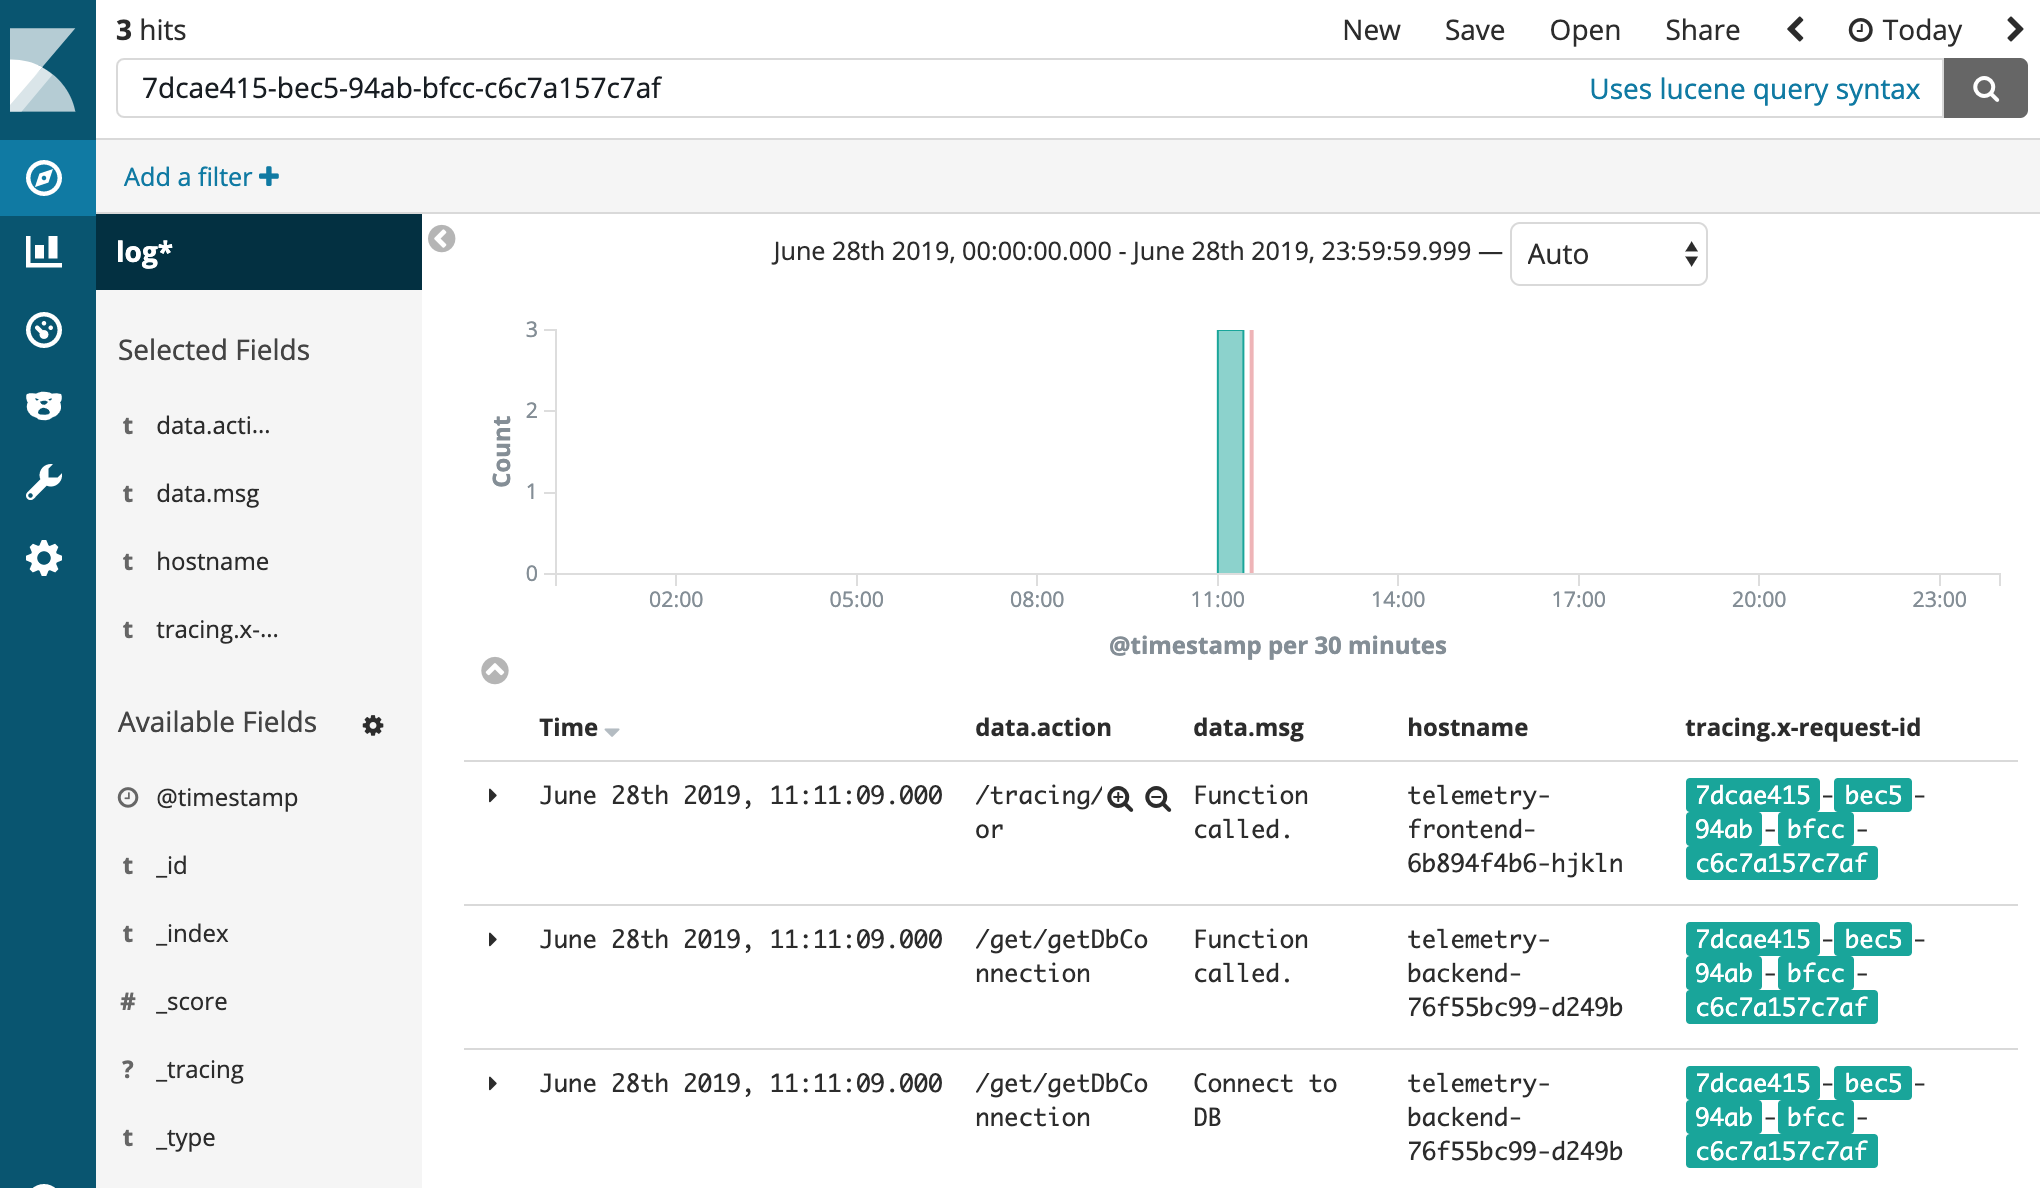 3 hits
New Save Open Share Today
7dcae415-bec5-94ab-bfcc-c6c7a157c7af
Uses lucene query syntax
Add a filter
log*
Selected Fields
t data.acti...
t data.msg
t hostname
t tracing.x-...
Available Fields
@timestamp
t _id
t _index
# _score
? _tracing
t _type
June 28th 2019, 00:00:00.000 - June 28th 2019, 23:59:59.999 — Auto
Count
3
2
1
0
02:00 05:00 08:00 11:00 14:00 17:00 20:00 23:00
@timestamp per 30 minutes
Time data.action data.msg hostname tracing.x-request-id
June 28th 2019, 11:11:09.000 /tracing/ Function telemetry- 7dcae415-bec5-
or called. frontend- 94ab-bfcc-
6b894f4b6-hjkln c6c7a157c7af
June 28th 2019, 11:11:09.000 /get/getDbCo Function telemetry- 7dcae415-bec5-
nnection called. backend- 94ab-bfcc-
76f55bc99-d249b c6c7a157c7af
June 28th 2019, 11:11:09.000 /get/getDbCo Connect to telemetry- 7dcae415-bec5-
nnection DB backend- 94ab-bfcc-
76f55bc99-d249b c6c7a157c7af